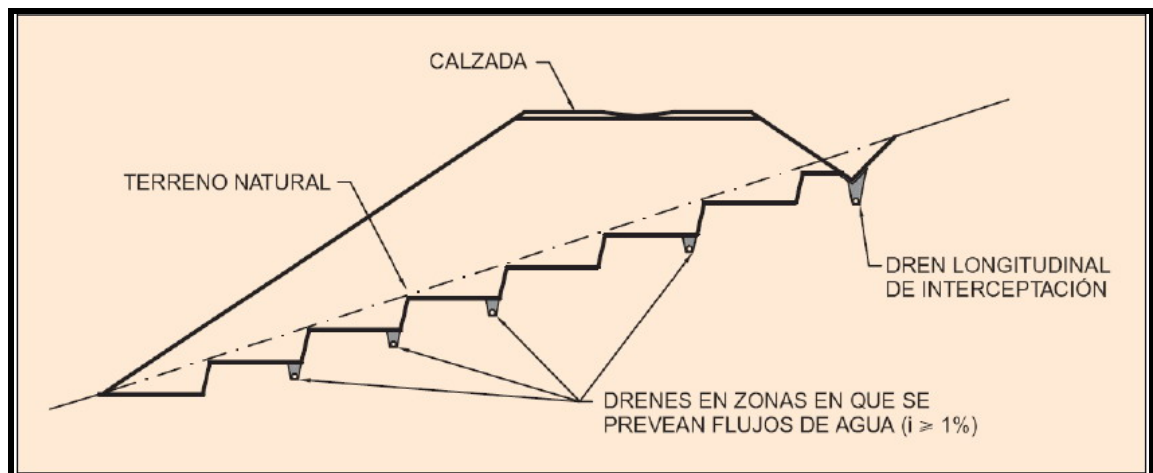 CALZADA
TERRENO NATURAL
DREN LONGITUDINAL
DE INTERCEPTACIÓN
DRENES EN ZONAS EN QUE SE
PREVEAN FLUJOS DE AGUA (i ≥ 1%)